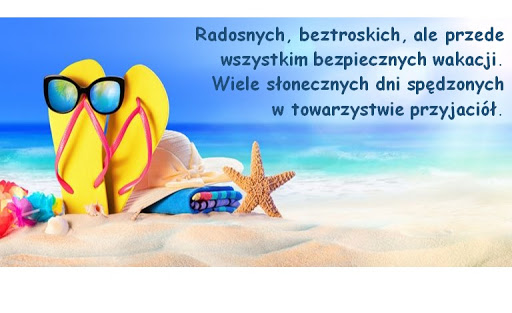 Radosnych, beztroskich, ale przede
wszystkim bezpiecznych wakacji.
Wiele słonecznych dni spędzonych
w towarzystwie przyjaciół.